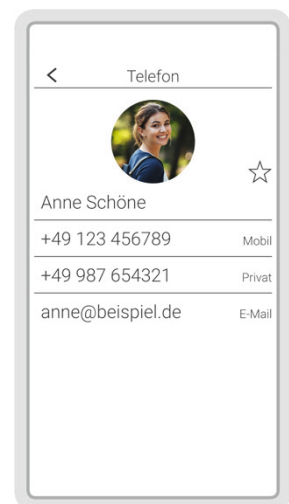 Telefon
Anne Schöne
+49 123 456789 Mobil
+49 987 654321 Privat
anne@beispiel.de E-Mail